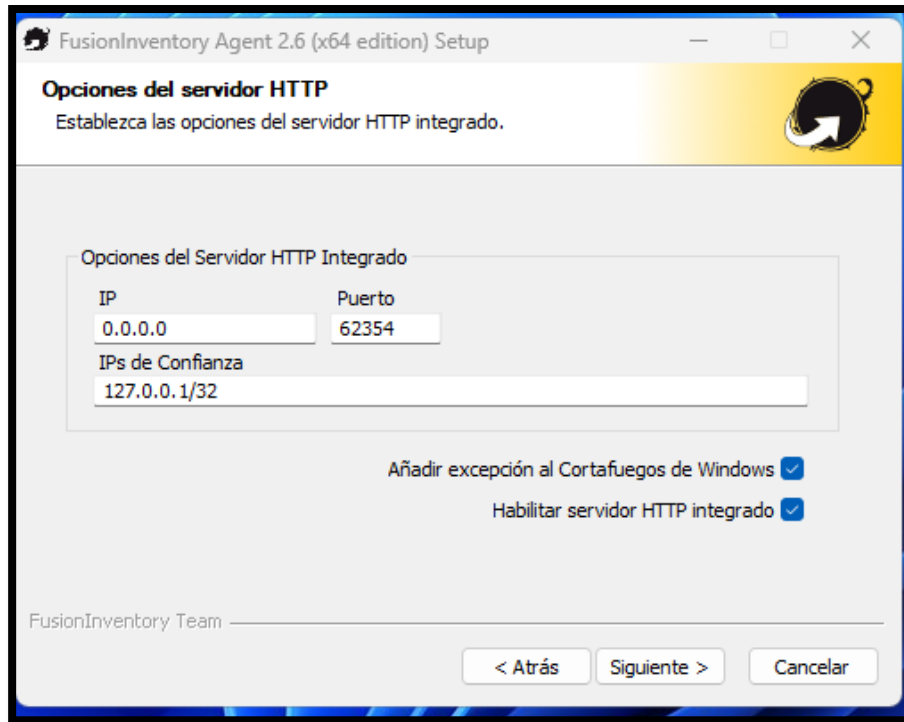 FusionInventory Agent 2.6 (x64 edition) Setup
Opciones del servidor HTTP
Establezca las opciones del servidor HTTP integrado.
Opciones del Servidor HTTP Integrado
IP
Puerto
0.0.0.0
62354
IPs de Confianza
127.0.0.1/32
Añadir excepción al Cortafuegos de Windows
Habilitar servidor HTTP integrado
FusionInventory Team
< Atrás
Siguiente >
Cancelar